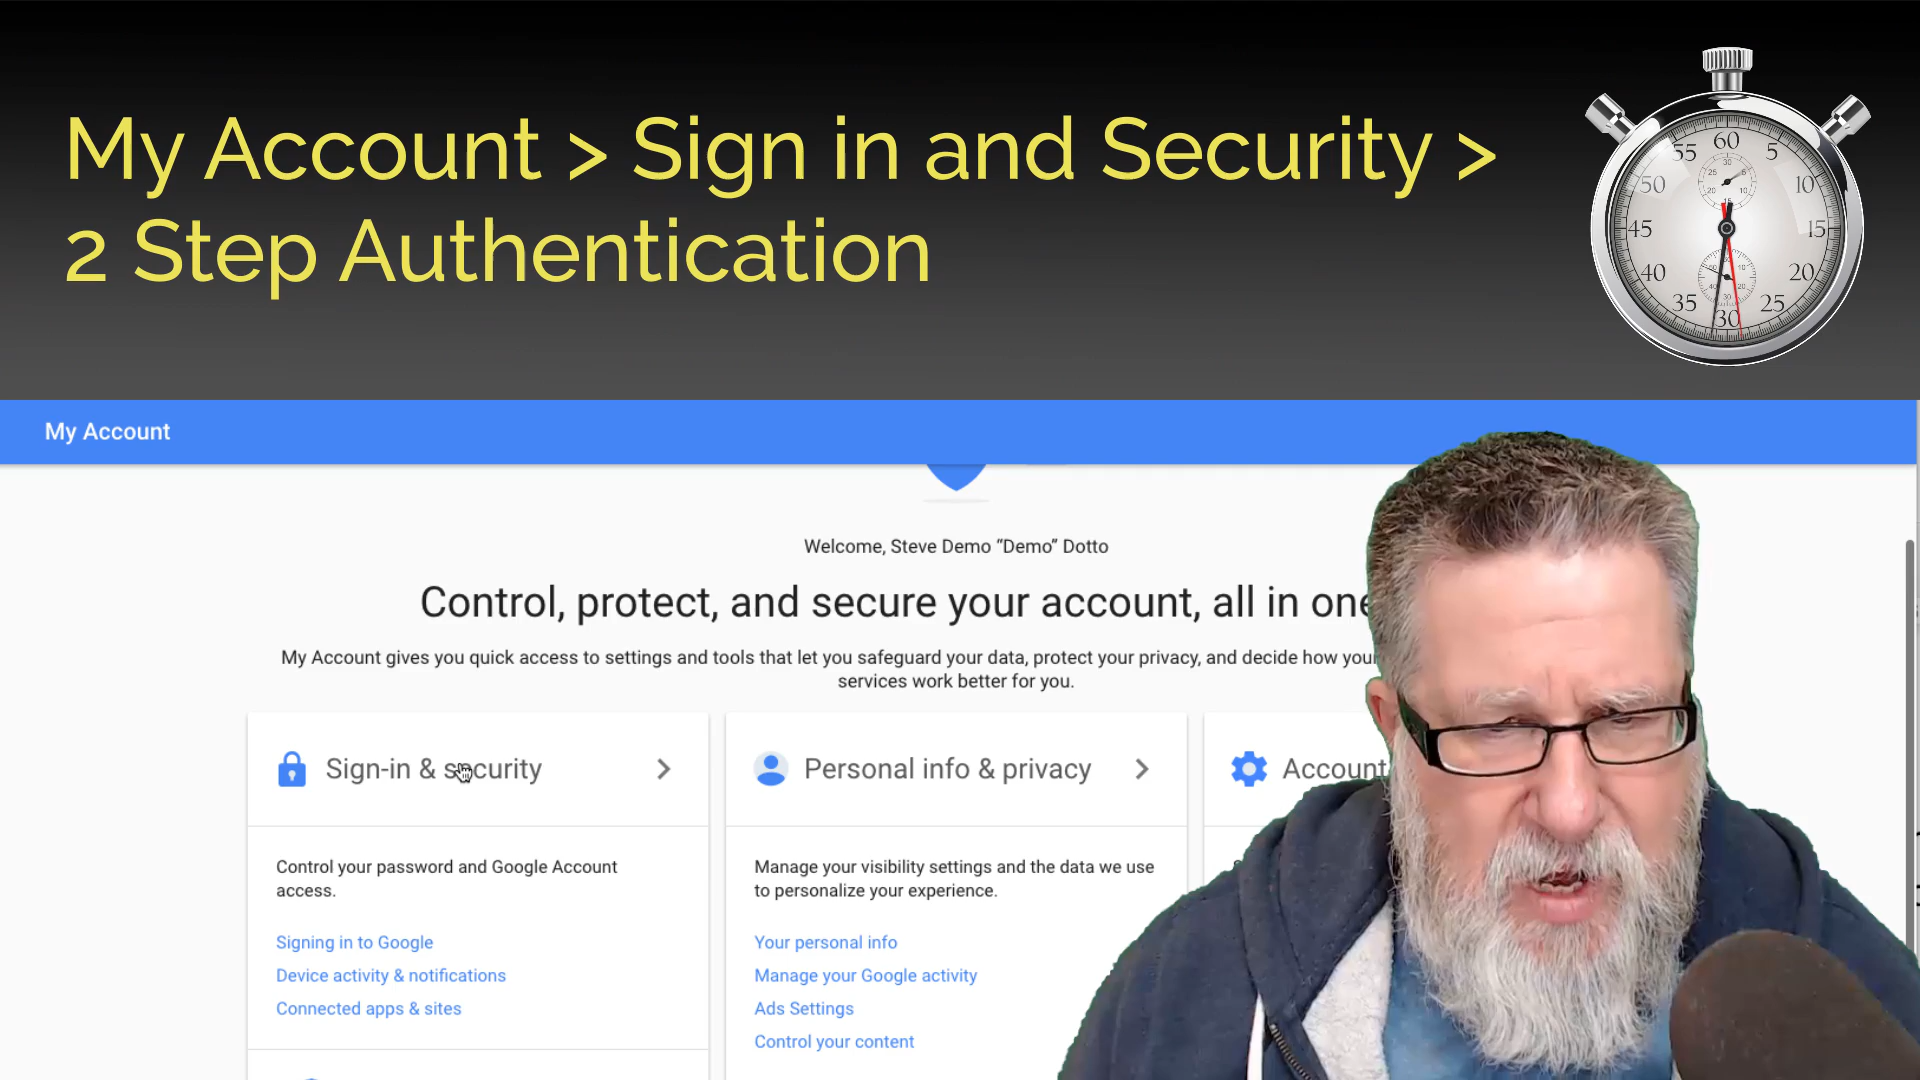 My Account > Sign in and Security >
2 Step Authentication
60
55
5
50
10
45
15
40
20
35
25
30
My Account
Welcome, Steve Demo “Demo” Dotto
Control, protect, and secure your account, all in one
My Account gives you quick access to settings and tools that let you safeguard your data, protect your privacy, and decide how your
services work better for you.
Sign-in & security
Personal info & privacy
Account
Control your password and Google Account
access.
Manage your visibility settings and the data we use
to personalize your experience.
Signing in to Google
Your personal info
Device activity & notifications
Manage your Google activity
Connected apps & sites
Ads Settings
Control your content